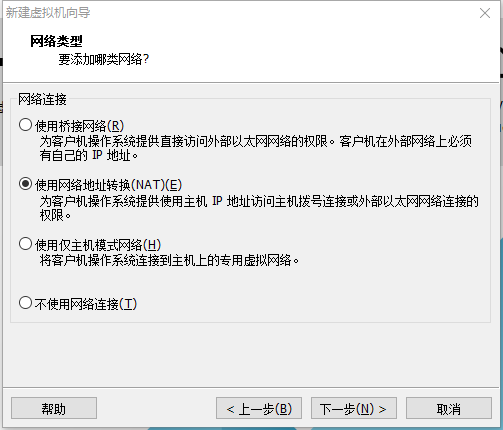 新建虚拟机向导
网络类型
要添加哪类网络?
网络连接
使用桥接网络(R)
为客户机操作系统提供直接访问外部以太网网络的权限。客户机在外部网络上必须
有自己的 IP 地址。
使用网络地址转换(NAT)(E)
为客户机操作系统提供使用主机 IP 地址访问主机拨号连接或外部以太网网络连接的
权限。
使用仅主机模式网络(H)
将客户机操作系统连接到主机上的专用虚拟网络。
不使用网络连接(T)
帮助
< 上一步(B)
下一步(N) >
取消